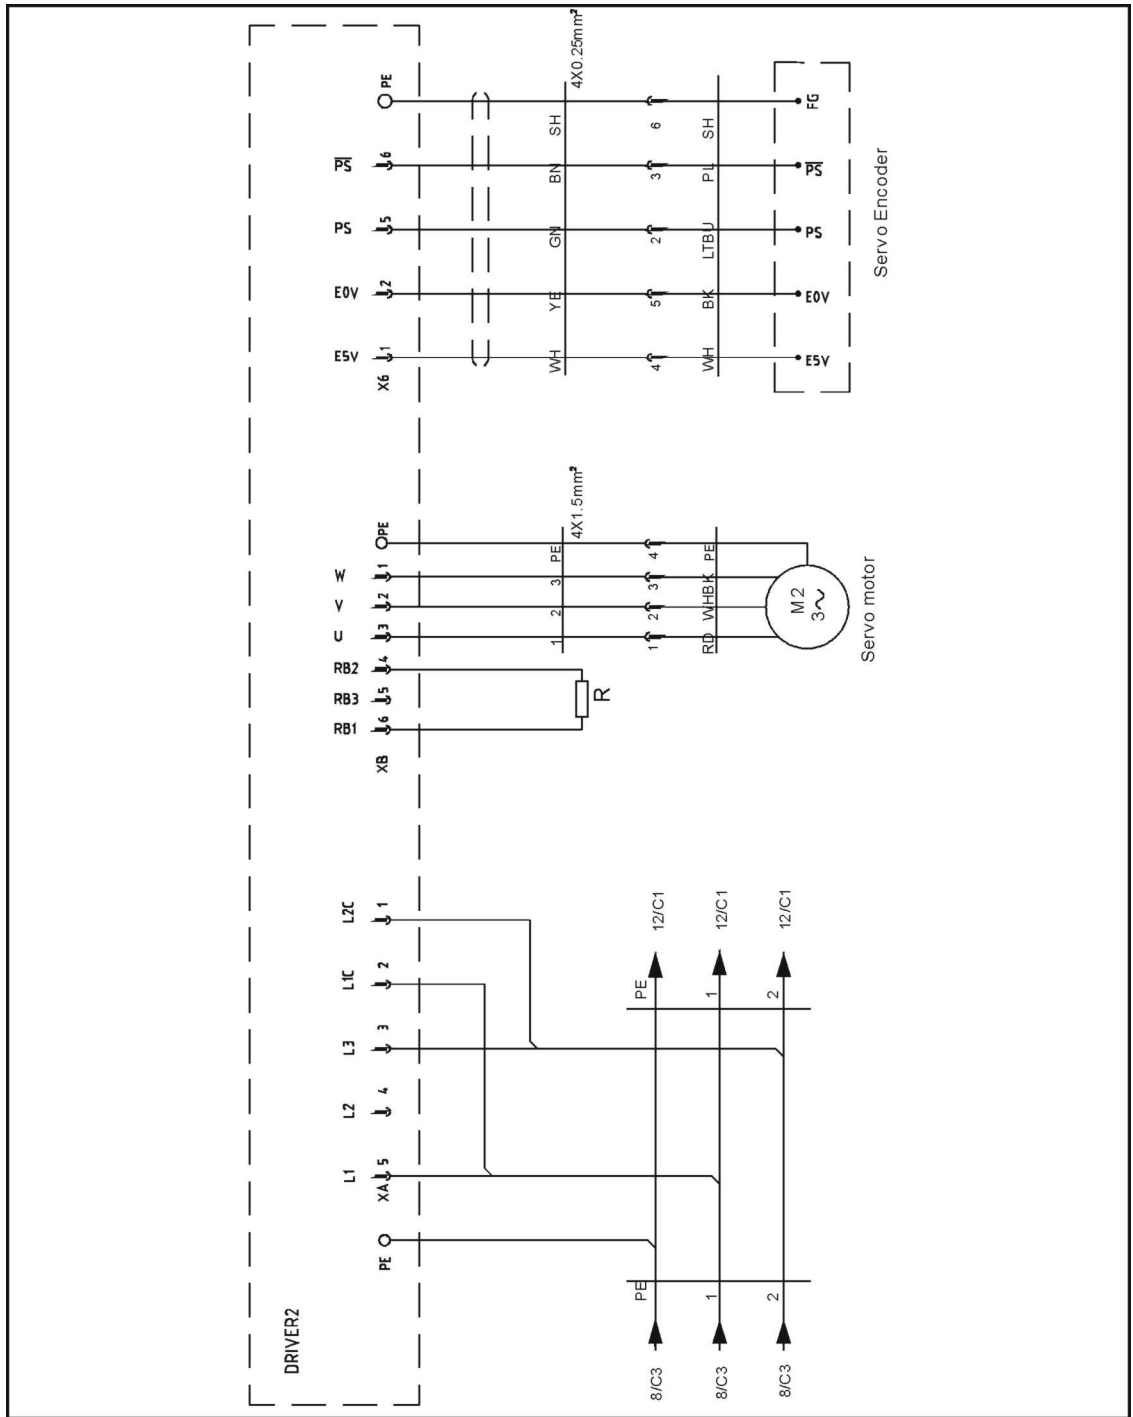 4X0.25mm²
PE SH 6 SH FG
P̅S̅ 6 BN 3 PL P̅S̅
PS 5 GN 2 LTBU PS
E0V 2 YE 5 BK E0V
E5V 1 WH 4 WH E5V
X6
Servo Encoder
4X1.5mm²
PE PE 4 PE
W 1 3 3 BK
V 2 2 2 WH
U 3 1 1 RD
M2
3~
Servo motor
RB2 4
RB3 5
RB1 6
R
XB
L2C 1
L1C 2
L3 3
L2 4
L1 5
XA
PE
12/C1 12/C1 12/C1
PE 1 2
PE 1 2
8/C3 8/C3 8/C3
DRIVER2